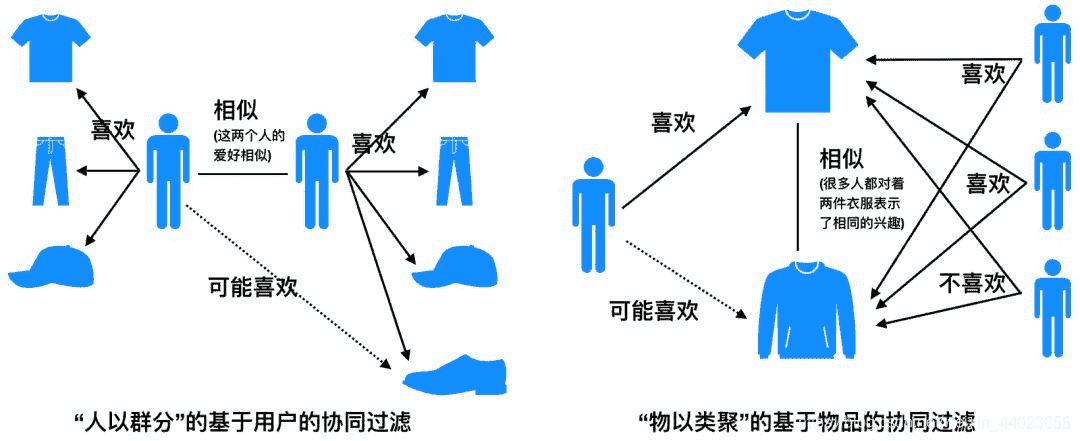 喜欢
相似
(这两个人的
爱好相似)
喜欢
可能喜欢
“人以群分”的基于用户的协同过滤
喜欢
相似
(很多人都对着
两件衣服表示
了相同的兴趣)
喜欢
喜欢
不喜欢
可能喜欢
“物以类聚”的基于物品的协同过滤